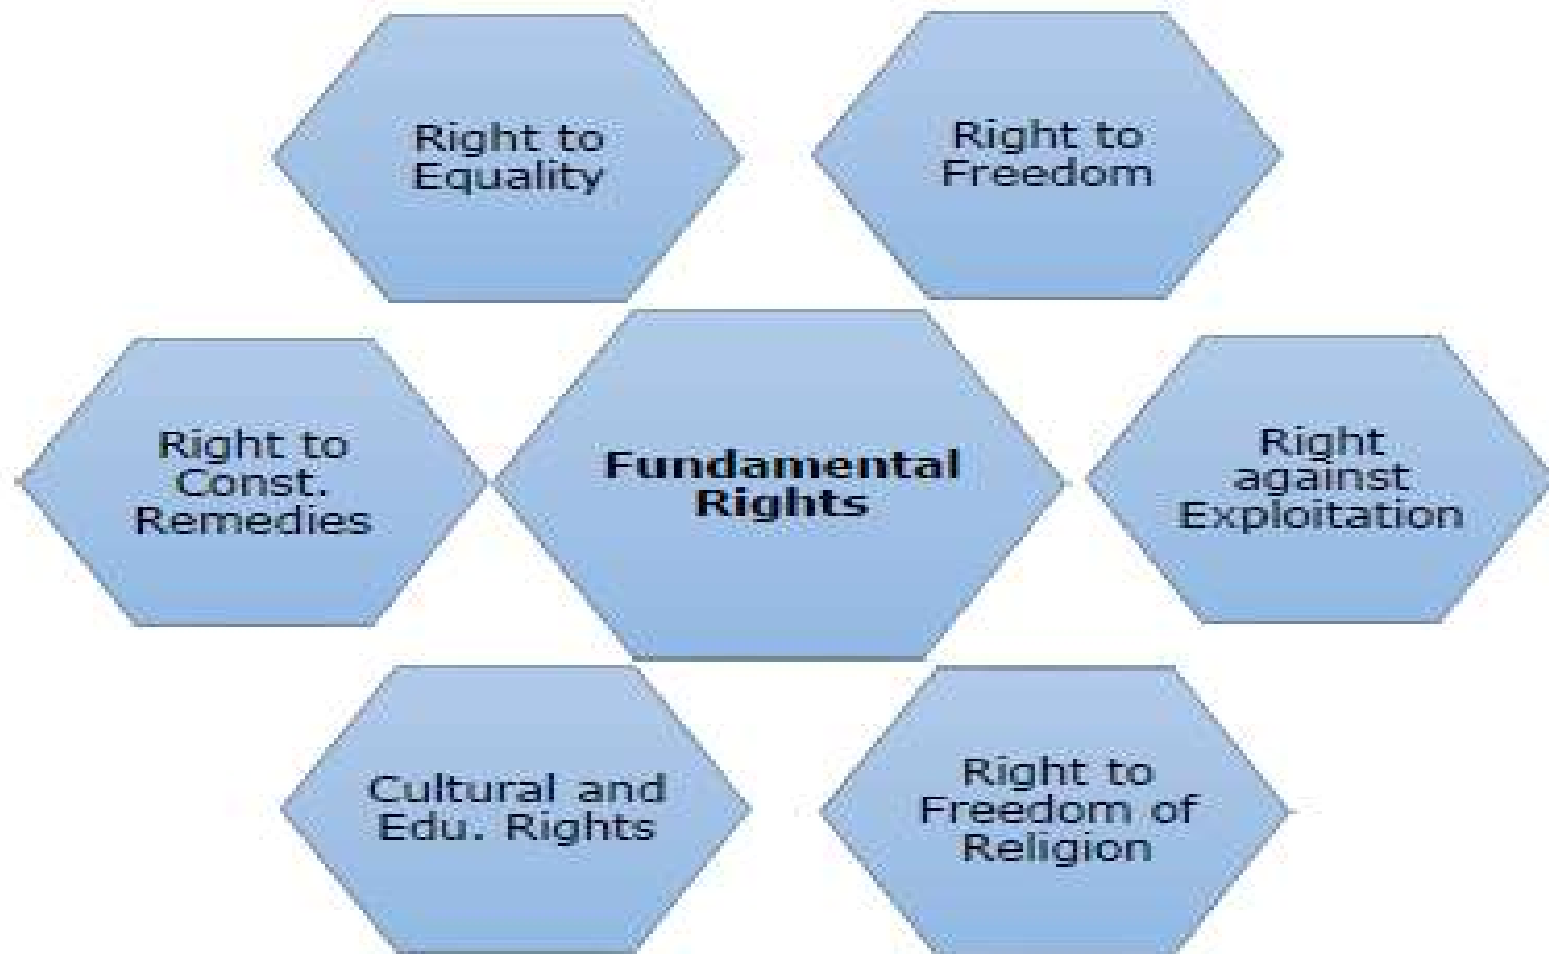 Right to
Equality
Right to
Freedom
Right to
Const.
Remedies
Fundamental
Rights
Right
against
Exploitation
Cultural and
Edu. Rights
Right to
Freedom of
Religion